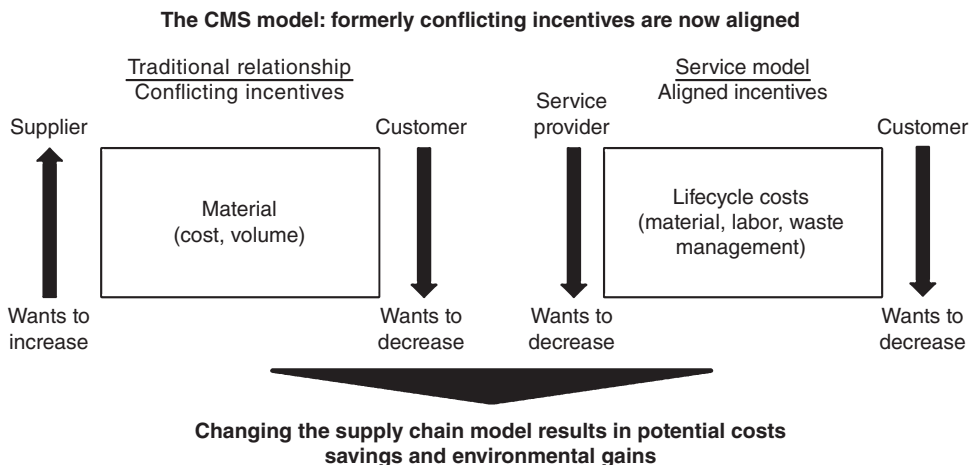 The CMS model: formerly conflicting incentives are now aligned
Traditional relationship
Conflicting incentives
Service model
Aligned incentives
Supplier
Customer
Service
provider
Customer
Material
(cost, volume)
Lifecycle costs
(material, labor, waste
management)
Wants to
increase
Wants to
decrease
Wants to
decrease
Wants to
decrease
Changing the supply chain model results in potential costs
savings and environmental gains